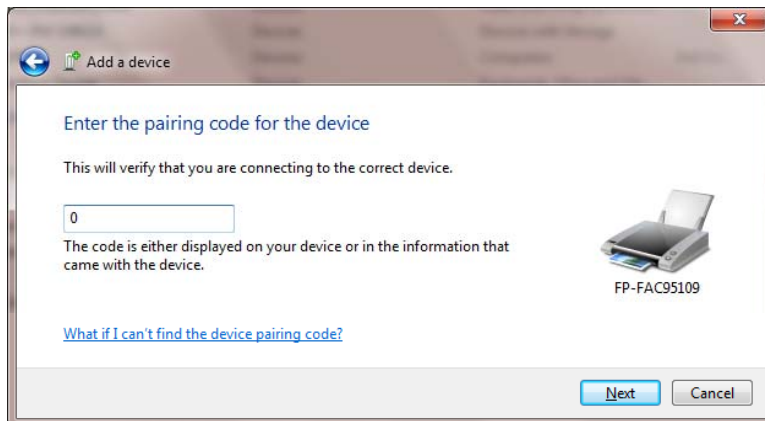 Add a device
Enter the pairing code for the device
This will verify that you are connecting to the correct device.
0
The code is either displayed on your device or in the information that
came with the device.
FP-FAC95109
What if I can't find the device pairing code?
Next
Cancel